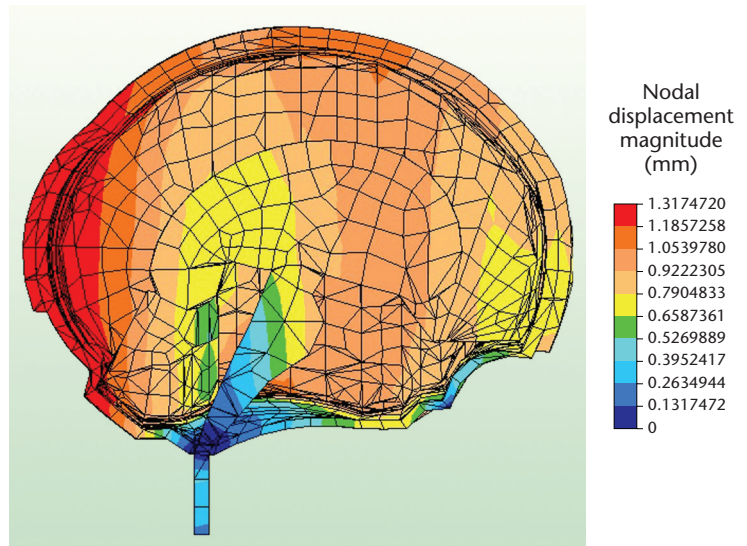 Nodal
displacement
magnitude
(mm)
1.3174720
1.1857258
1.0539780
0.9222305
0.7904833
0.6587361
0.5269889
0.3952417
0.2634944
0.1317472
0